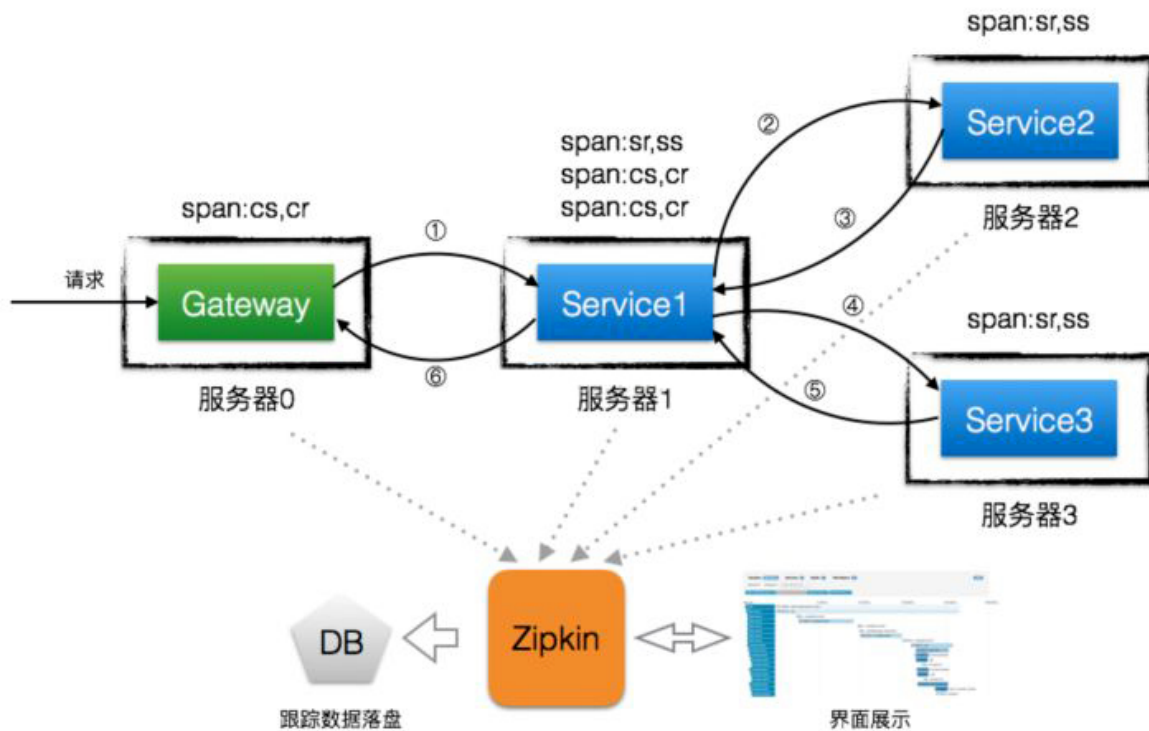 span:sr,ss
Service2
服务器2
span:sr,ss
span:cs,cr
span:cs,cr
span:cs,cr
①
②
③
请求
Gateway
Service1
④
span:sr,ss
⑥
⑤
服务器0
服务器1
Service3
服务器3
Zipkin
DB
跟踪数据落盘
界面展示